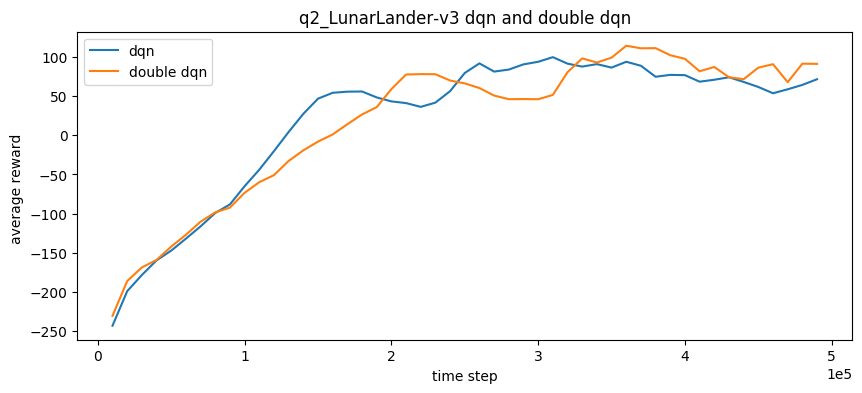 q2_LunarLander-v3 dqn and double dqn
dqn
double dqn
average reward
100
50
0
−50
−100
−150
−200
−250
0 1 2 3 4 5
1e5
time step